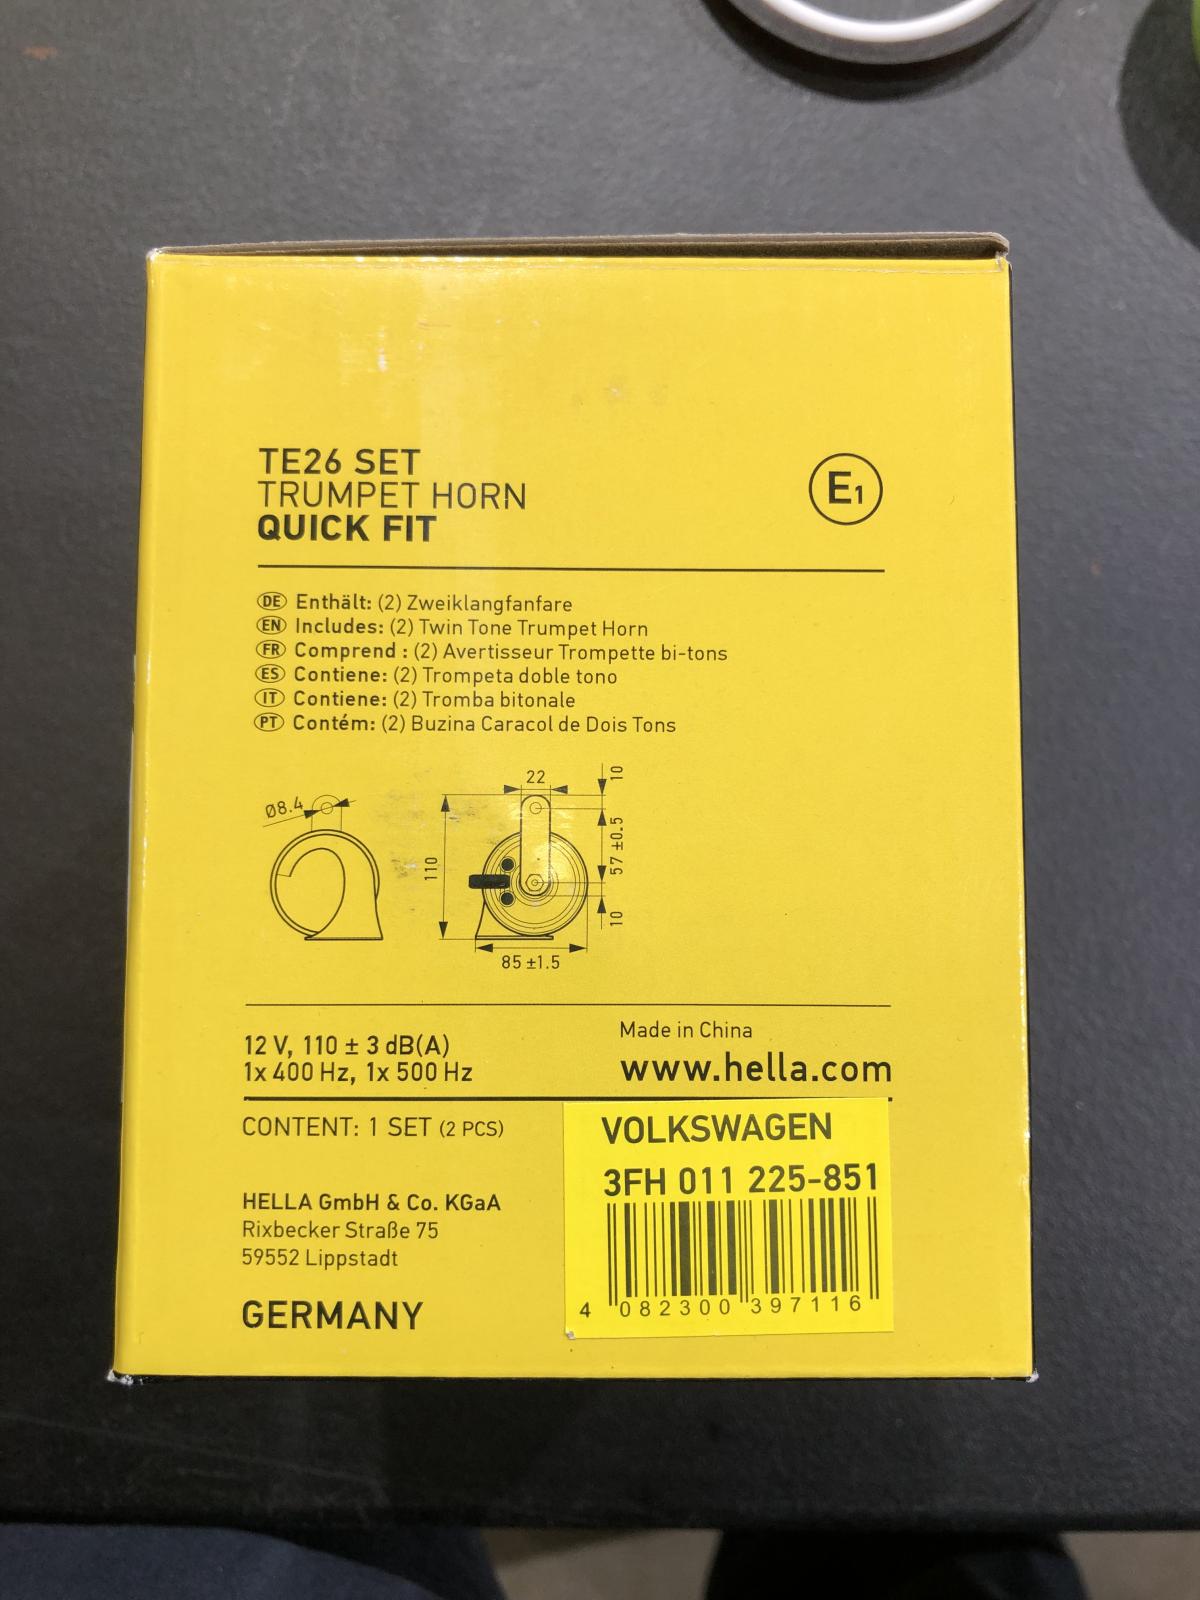 TE26 SET
TRUMPET HORN
QUICK FIT
E1
DE Enthält: (2) Zweiklangfanfare
EN Includes: (2) Twin Tone Trumpet Horn
FR Comprend : (2) Avertisseur Trompette bi-tons
ES Contiene: (2) Trompeta doble tono
IT Contiene: (2) Tromba bitonale
PT Contém: (2) Buzina Caracol de Dois Tons
Ø8.4
22
10
110
57 ±0.5
10
85 ±1.5
12 V, 110 ± 3 dB(A)
1x 400 Hz, 1x 500 Hz
Made in China
www.hella.com
CONTENT: 1 SET (2 PCS)
HELLA GmbH & Co. KGaA
Rixbecker Straße 75
59552 Lippstadt
GERMANY
VOLKSWAGEN
3FH 011 225-851
4 082300 397116